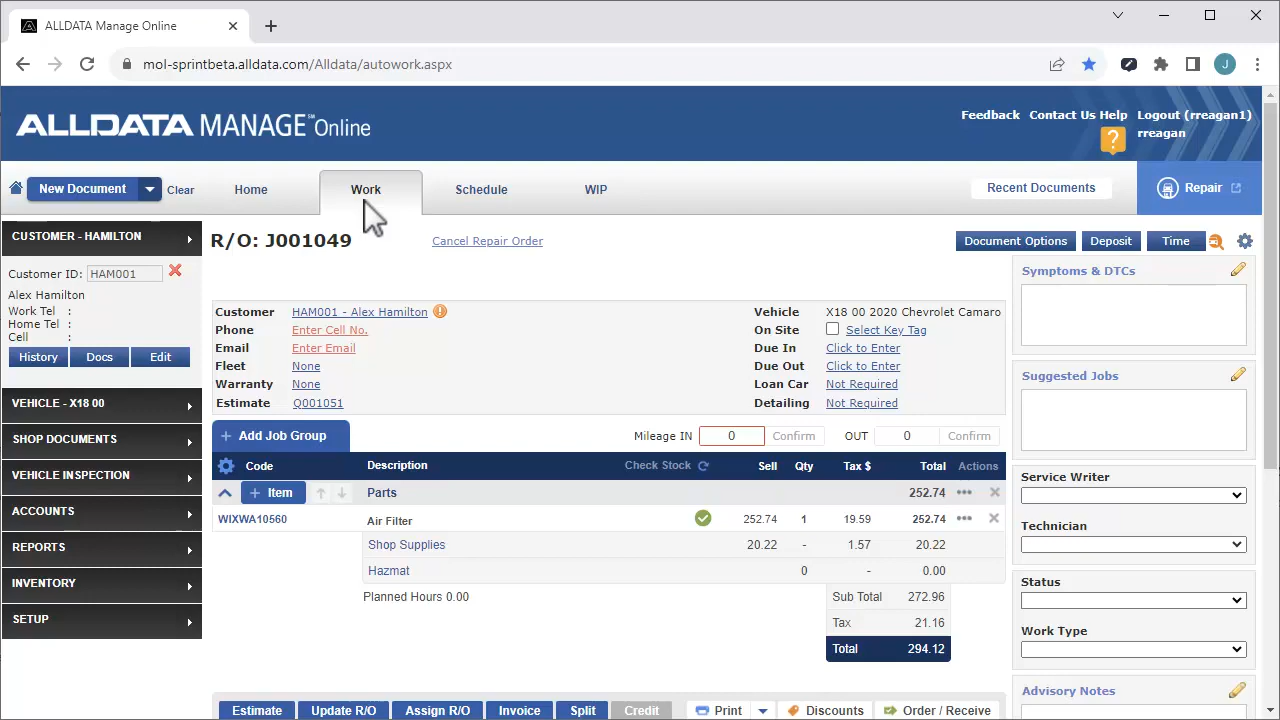 ALLDATA Manage Online
mol-sprintbeta.alldata.com/Alldata/autowork.aspx
J
ALLDATA MANAGE℠ Online
Feedback Contact Us Help Logout (rreagan1)
? rreagan
New Document Clear Home Work Schedule WIP Recent Documents Repair
CUSTOMER - HAMILTON
Customer ID: HAM001
Alex Hamilton
Work Tel :
Home Tel :
Cell :
History Docs Edit
VEHICLE - X18 00
SHOP DOCUMENTS
VEHICLE INSPECTION
ACCOUNTS
REPORTS
INVENTORY
SETUP
R/O: J001049 Cancel Repair Order Document Options Deposit Time
Customer HAM001 - Alex Hamilton Vehicle X18 00 2020 Chevrolet Camaro
Phone Enter Cell No. On Site Select Key Tag
Email Enter Email Due In Click to Enter
Fleet None Due Out Click to Enter
Warranty None Loan Car Not Required
Estimate Q001051 Detailing Not Required
+ Add Job Group Mileage IN 0 Confirm OUT 0 Confirm
Code Description Check Stock Sell Qty Tax $ Total Actions
+ Item Parts 252.74
WIXWA10560 Air Filter 252.74 1 19.59 252.74
Shop Supplies 20.22 - 1.57 20.22
Hazmat 0 - 0.00
Planned Hours 0.00 Sub Total 272.96
Tax 21.16
Total 294.12
Estimate Update R/O Assign R/O Invoice Split Credit Print Discounts Order / Receive
Symptoms & DTCs
Suggested Jobs
Service Writer
Technician
Status
Work Type
Advisory Notes